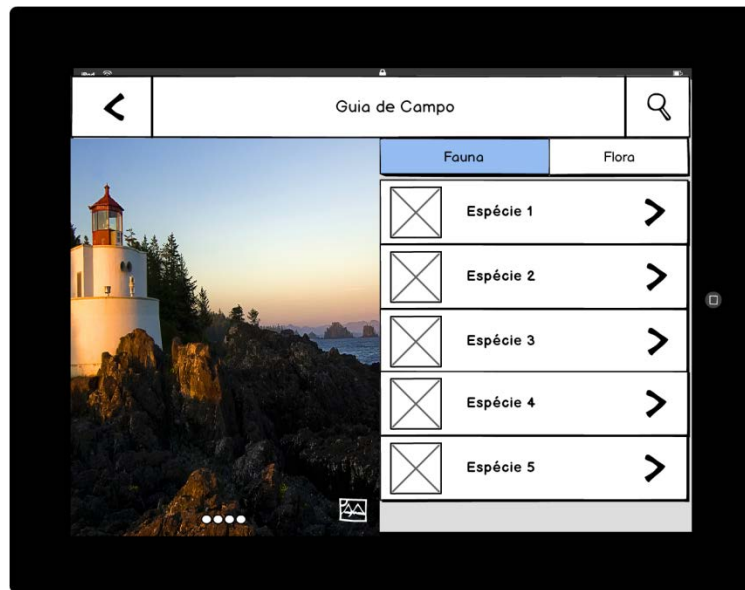 Guia de Campo
Fauna
Flora
Espécie 1
Espécie 2
Espécie 3
Espécie 4
Espécie 5